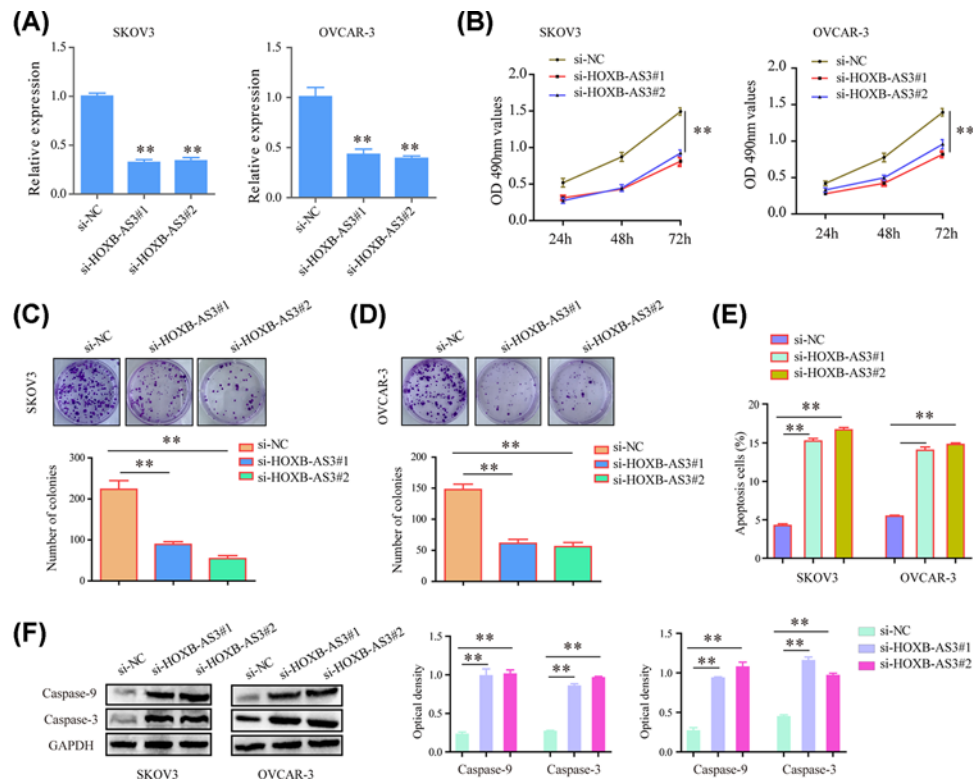 (A)
SKOV3
Relative expression
1.5
1.0
0.5
0.0
**
**
si-NC
si-HOXB-AS3#1
si-HOXB-AS3#2
OVCAR-3
Relative expression
1.5
1.0
0.5
0.0
**
**
si-NC
si-HOXB-AS3#1
si-HOXB-AS3#2
(B)
SKOV3
si-NC
si-HOXB-AS3#1
si-HOXB-AS3#2
OD 490nm values
2.0
1.5
1.0
0.5
0.0
**
24h 48h 72h
OVCAR-3
si-NC
si-HOXB-AS3#1
si-HOXB-AS3#2
OD 490nm values
2.0
1.5
1.0
0.5
0.0
**
24h 48h 72h
(C)
si-NC
si-HOXB-AS3#1
si-HOXB-AS3#2
SKOV3
**
**
si-NC
si-HOXB-AS3#1
si-HOXB-AS3#2
Number of colonies
300
200
100
0
(D)
si-NC
si-HOXB-AS3#1
si-HOXB-AS3#2
OVCAR-3
**
**
si-NC
si-HOXB-AS3#1
si-HOXB-AS3#2
Number of colonies
200
150
100
50
0
(E)
si-NC
si-HOXB-AS3#1
si-HOXB-AS3#2
Apoptosis cells (%)
20
15
10
5
0
**
**
**
SKOV3 OVCAR-3
(F)
si-NC
si-HOXB-AS3#1
si-HOXB-AS3#2
si-NC
si-HOXB-AS3#1
si-HOXB-AS3#2
Caspase-9
Caspase-3
GAPDH
SKOV3 OVCAR-3
Optical density
1.5
1.0
0.5
0.0
**
**
**
**
Caspase-9 Caspase-3
Optical density
1.5
1.0
0.5
0.0
**
**
**
**
Caspase-9 Caspase-3
si-NC
si-HOXB-AS3#1
si-HOXB-AS3#2